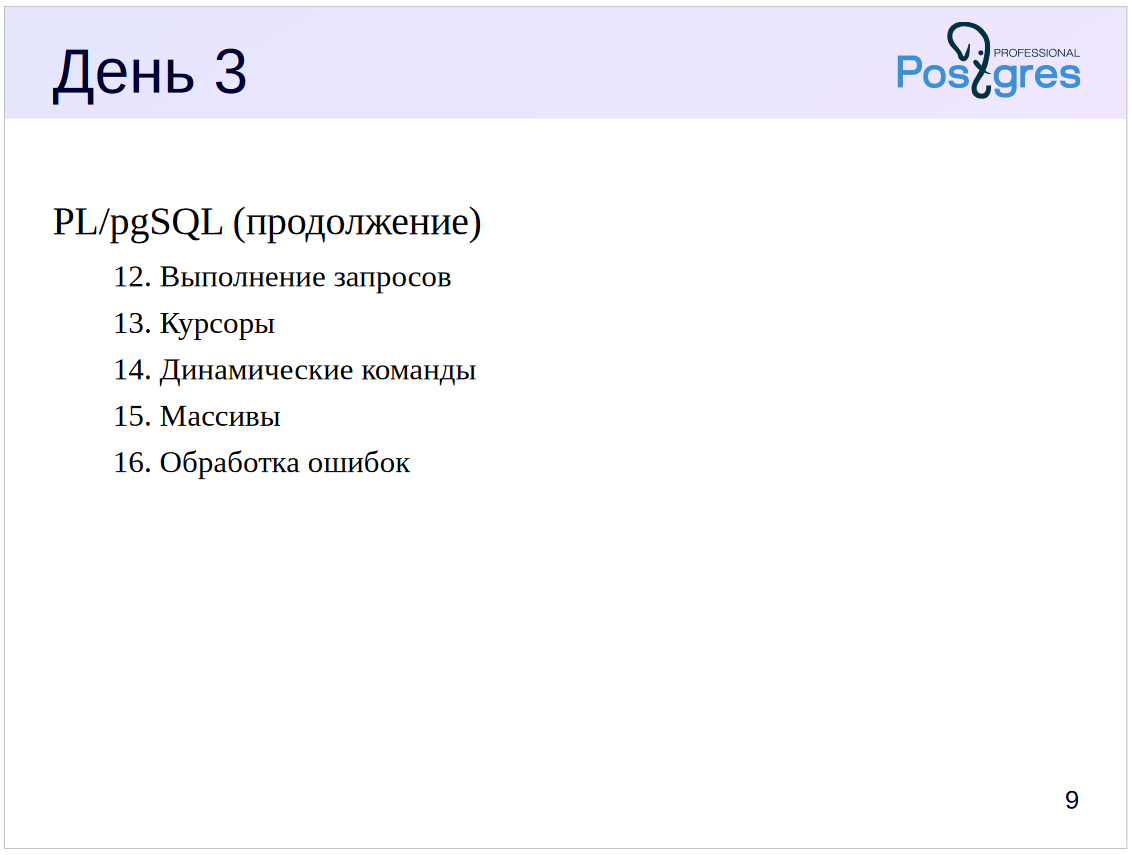 День 3
PROFESSIONAL
Postgres
PL/pgSQL (продолжение)
12. Выполнение запросов
13. Курсоры
14. Динамические команды
15. Массивы
16. Обработка ошибок
9